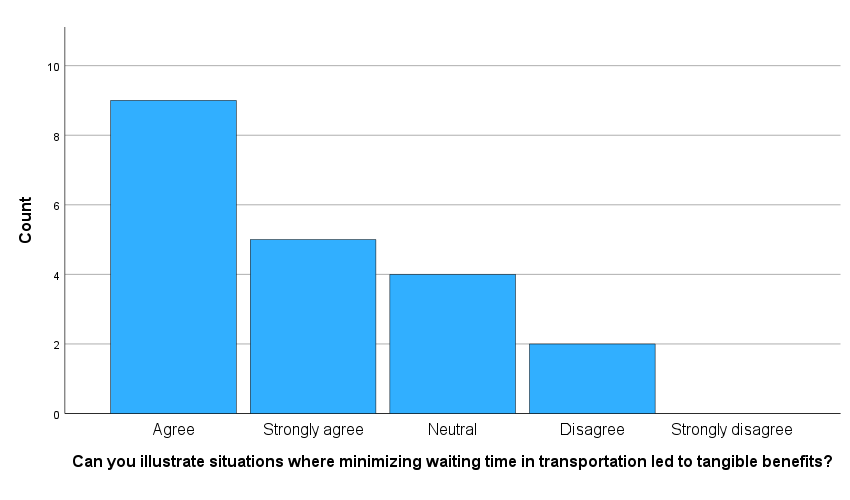 Count
10
8
6
4
2
0
Agree
Strongly agree
Neutral
Disagree
Strongly disagree
Can you illustrate situations where minimizing waiting time in transportation led to tangible benefits?